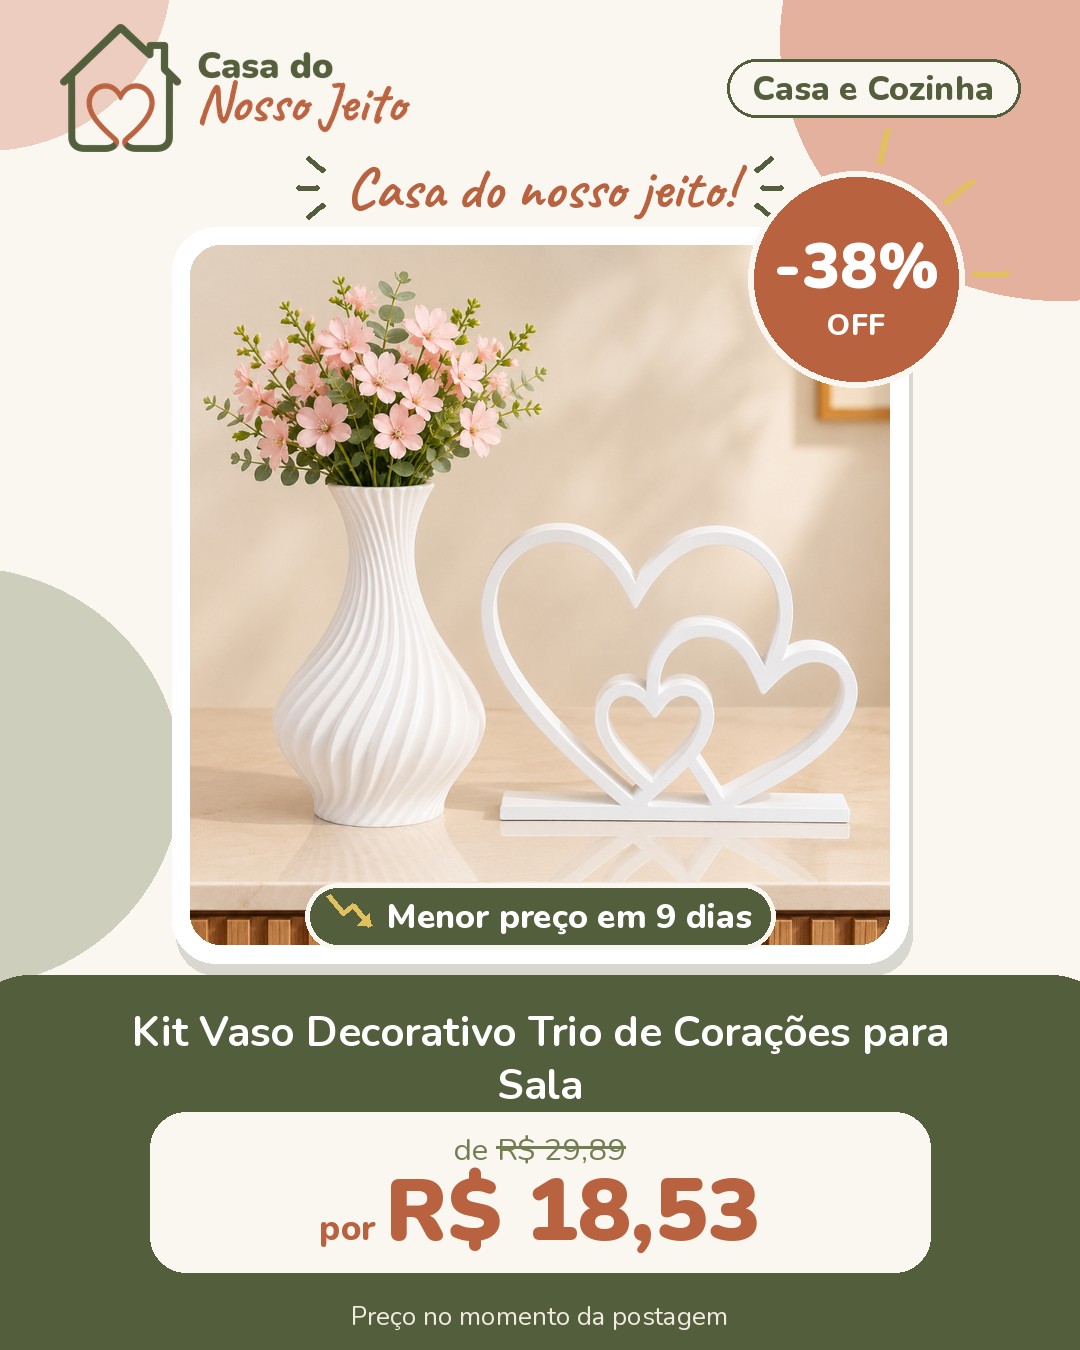 Casa do
Nosso Jeito
Casa e Cozinha
Casa do nosso jeito!
-38%
OFF
Menor preço em 9 dias
Kit Vaso Decorativo Trio de Corações para
Sala
de R$ 29,89
por R$ 18,53
Preço no momento da postagem